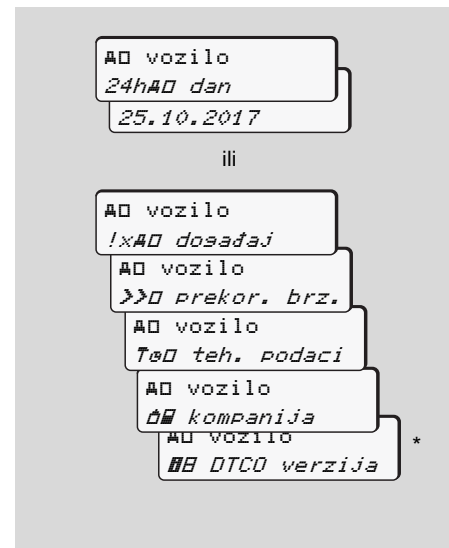 A□ vozilo
24hA□ dan
25.10.2017
ili
A□ vozilo
!xA□ događaj
A□ vozilo
>>□ prekor. brz.
A□ vozilo
T⊙□ teh. podaci
A□ vozilo
kompanija
A□ vozilo
*
DTCO verzija